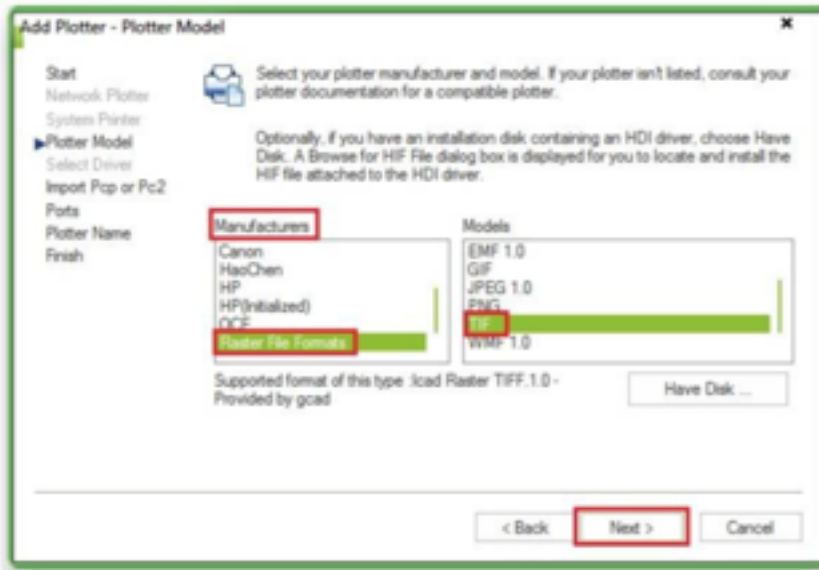 Add Plotter - Plotter Model
Start
Network Plotter
System Printer
Plotter Model
Select Driver
Import Pcp or Pc2
Ports
Plotter Name
Finish
Select your plotter manufacturer and model. If your plotter isn't listed, consult your
plotter documentation for a compatible plotter.
Optionally, if you have an installation disk containing an HDI driver, choose Have
Disk. A Browse for HIF File dialog box is displayed for you to locate and install the
HIF file attached to the HDI driver.
Manufacturers
Canon
HaoChen
HP
HP(Initialized)
OCE
Raster File Formats
Models
EMF 1.0
GIF
JPEG 1.0
PNG
TIF
WMF 1.0
Supported format of this type :Icad Raster TIFF.1.0 -
Provided by gcad
Have Disk ...
< Back
Next >
Cancel